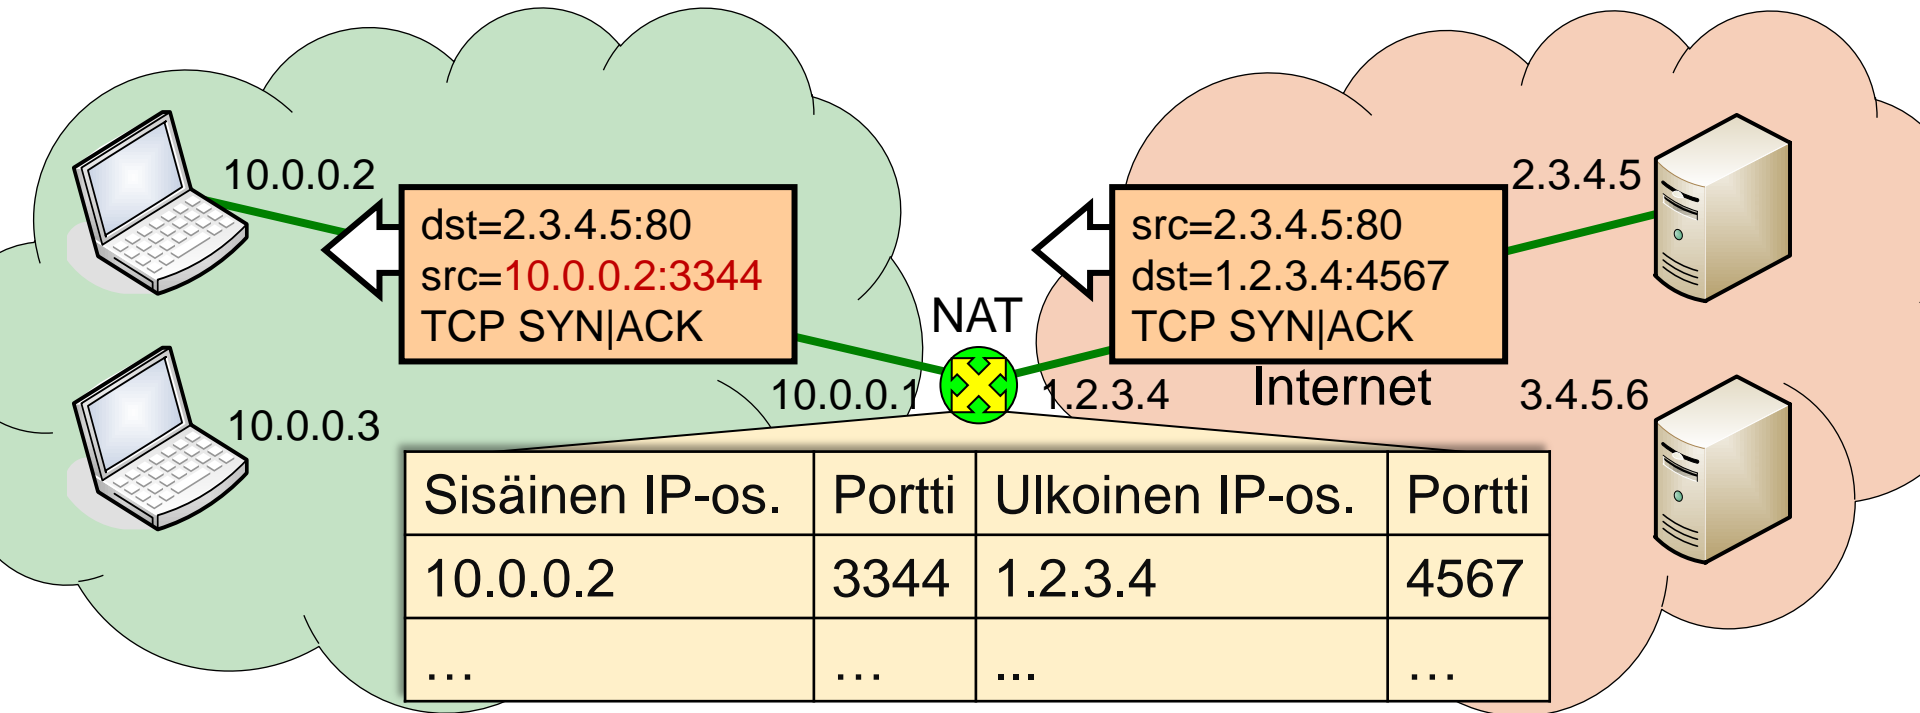 10.0.0.2
2.3.4.5
dst=2.3.4.5:80
src=10.0.0.2:3344
TCP SYN|ACK
src=2.3.4.5:80
dst=1.2.3.4:4567
TCP SYN|ACK
NAT
10.0.0.1
1.2.3.4
Internet
3.4.5.6
10.0.0.3
Sisäinen IP-os. Portti Ulkoinen IP-os. Portti
10.0.0.2 3344 1.2.3.4 4567
… … ... …